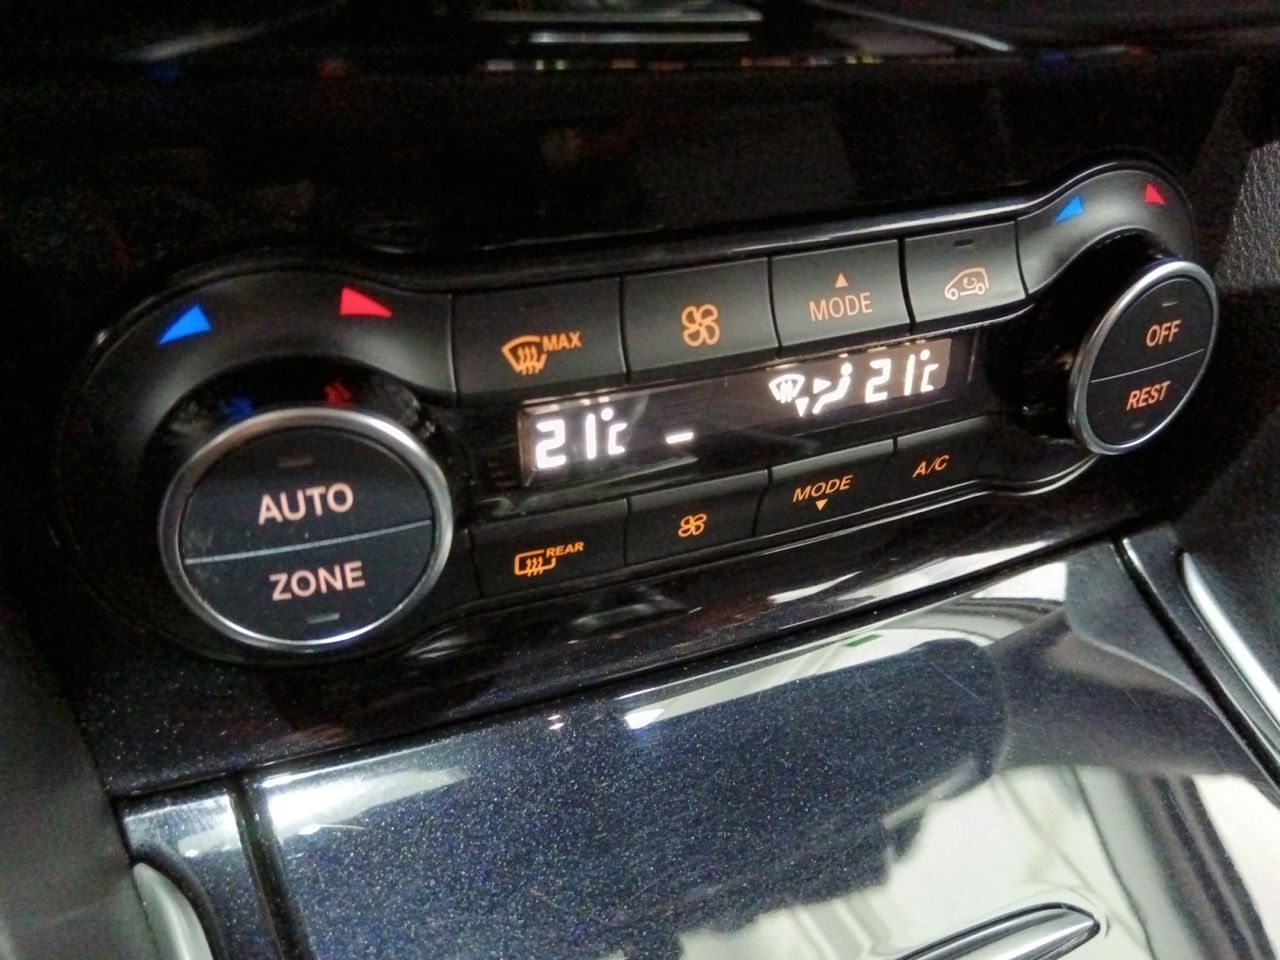 MAX
MODE
OFF
REST
21°C
21°C
AUTO
ZONE
REAR
MODE
A/C